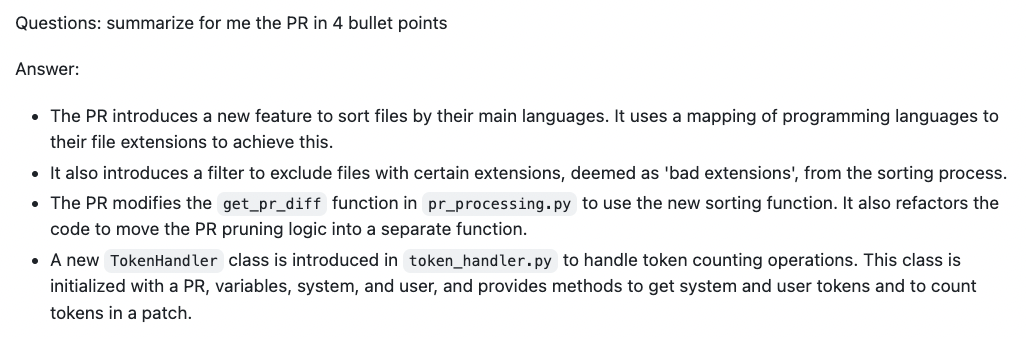 Questions: summarize for me the PR in 4 bullet points
Answer:
• The PR introduces a new feature to sort files by their main languages. It uses a mapping of programming languages to
their file extensions to achieve this.
• It also introduces a filter to exclude files with certain extensions, deemed as 'bad extensions', from the sorting process.
• The PR modifies the get_pr_diff function in pr_processing.py to use the new sorting function. It also refactors the
code to move the PR pruning logic into a separate function.
• A new TokenHandler class is introduced in token_handler.py to handle token counting operations. This class is
initialized with a PR, variables, system, and user, and provides methods to get system and user tokens and to count
tokens in a patch.